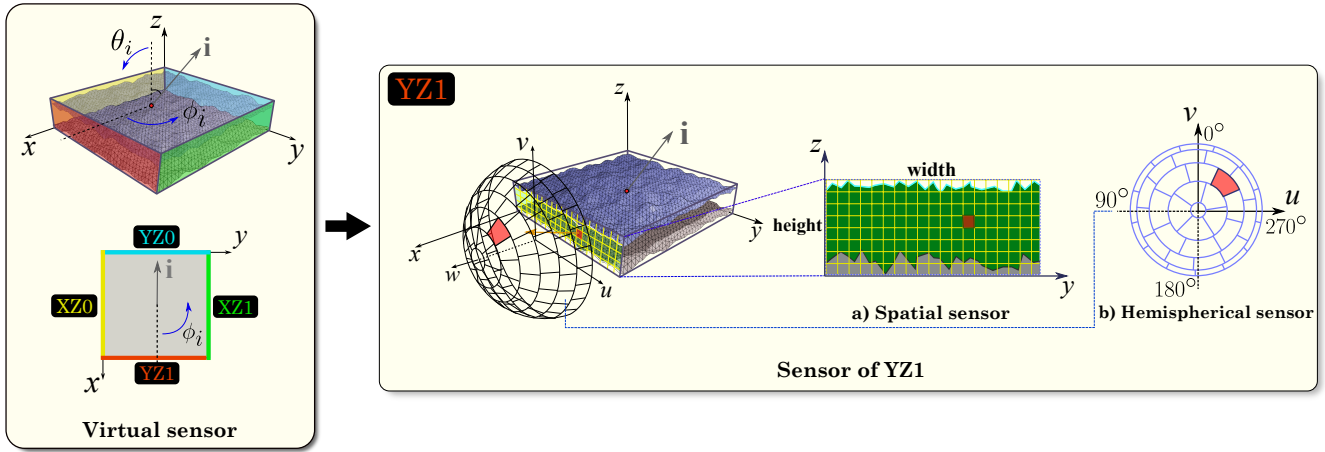 z
θi
i
ϕi
x
y
YZ0
y
i
XZ0
XZ1
ϕi
x
YZ1
Virtual sensor
YZ1
z
i
v
x
w
u
y
z
width
height
y
a) Spatial sensor
v
0°
90°
u
270°
180°
b) Hemispherical sensor
Sensor of YZ1